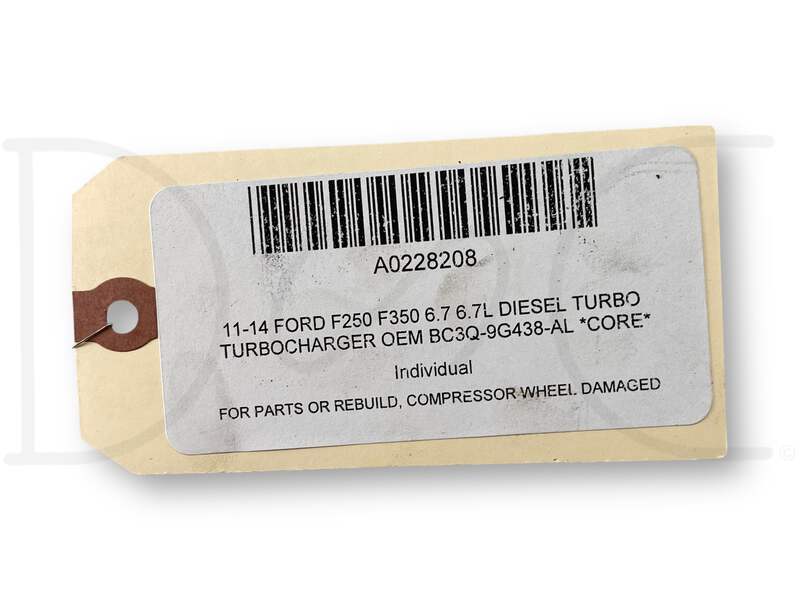 A0228208
11-14 FORD F250 F350 6.7 6.7L DIESEL TURBO
TURBOCHARGER OEM BC3Q-9G438-AL *CORE*
Individual
FOR PARTS OR REBUILD, COMPRESSOR WHEEL DAMAGED